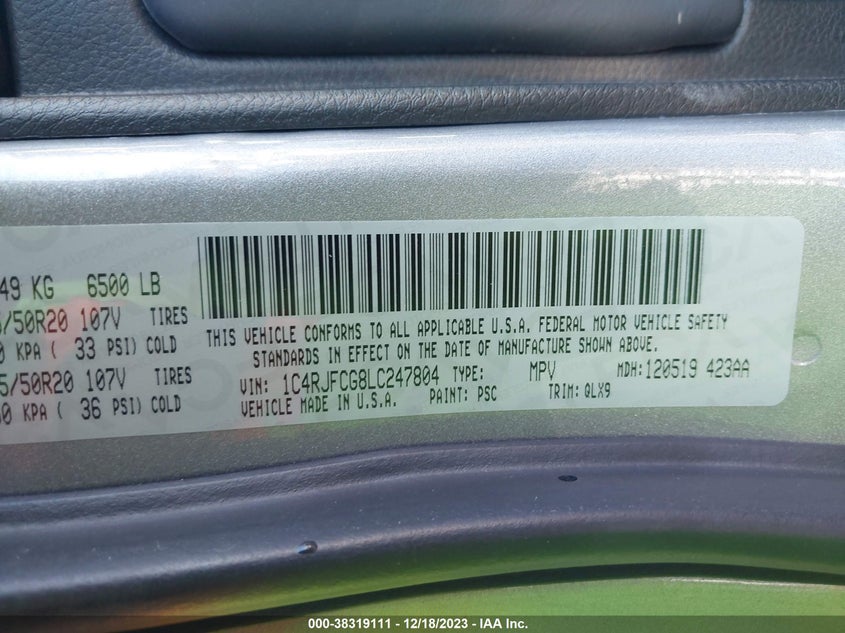 49 KG 6500 LB
/50R20 107V TIRES
0 KPA ( 33 PSI) COLD
5/50R20 107V TIRES
50 KPA ( 36 PSI) COLD
THIS VEHICLE CONFORMS TO ALL APPLICABLE U.S.A. FEDERAL MOTOR VEHICLE SAFETY
STANDARDS IN EFFECT ON THE DATE OF MANUFACTURE SHOWN ABOVE.
VIN: 1C4RJFCG8LC247804 TYPE: MPV MDH: 120519 423AA
VEHICLE MADE IN U.S.A. PAINT: PSC TRIM: QLX9
000-38319111 - 12/18/2023 - IAA Inc.